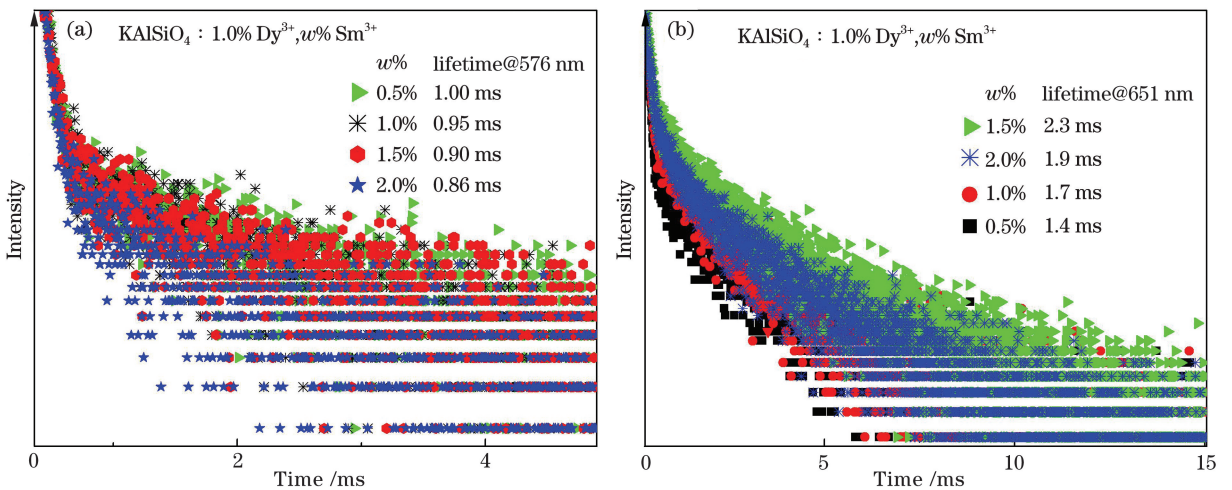 (a)
KAlSiO₄ : 1.0% Dy³⁺,w% Sm³⁺
w% lifetime@576 nm
0.5% 1.00 ms
1.0% 0.95 ms
1.5% 0.90 ms
2.0% 0.86 ms
Intensity
0 2 4
Time /ms
(b)
KAlSiO₄ : 1.0% Dy³⁺,w% Sm³⁺
w% lifetime@651 nm
1.5% 2.3 ms
2.0% 1.9 ms
1.0% 1.7 ms
0.5% 1.4 ms
Intensity
0 5 10 15
Time /ms